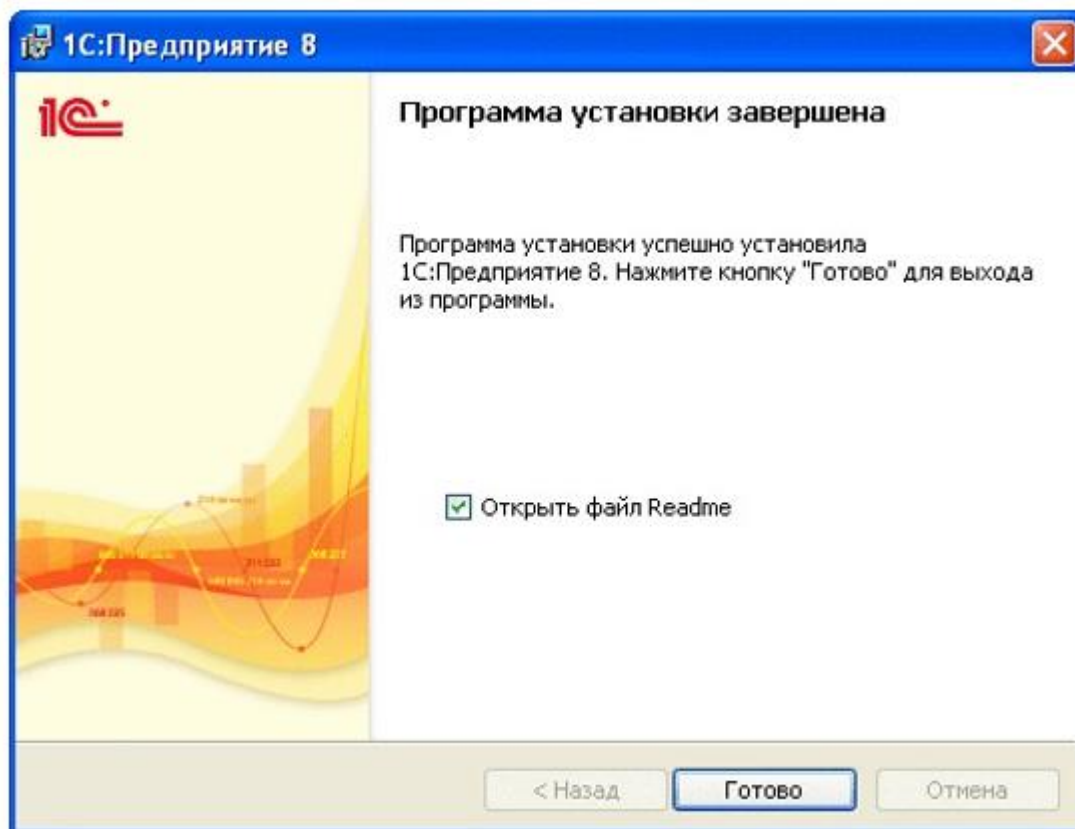 1С:Предприятие 8
1С
Программа установки завершена
Программа установки успешно установила
1С:Предприятие 8. Нажмите кнопку "Готово" для выхода
из программы.
Открыть файл Readme
< Назад
Готово
Отмена